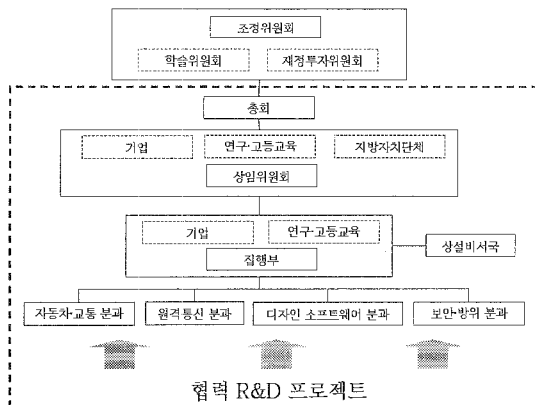 조정위원회
학술위원회 재정투자위원회
총회
기업 연구·고등교육 지방자치단체
상임위원회
기업 연구·고등교육
집행부 상설비서국
자동차·교통 분과 원격통신 분과 디자인 소프트웨어 분과 보안·방위 분과
협력 R&D 프로젝트